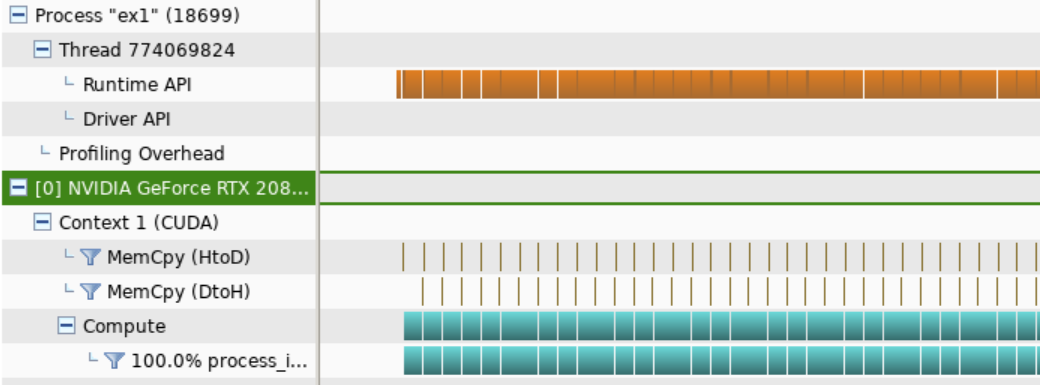 Process "ex1" (18699)
Thread 774069824
Runtime API
Driver API
Profiling Overhead
[0] NVIDIA GeForce RTX 208...
Context 1 (CUDA)
MemCpy (HtoD)
MemCpy (DtoH)
Compute
100.0% process_i...